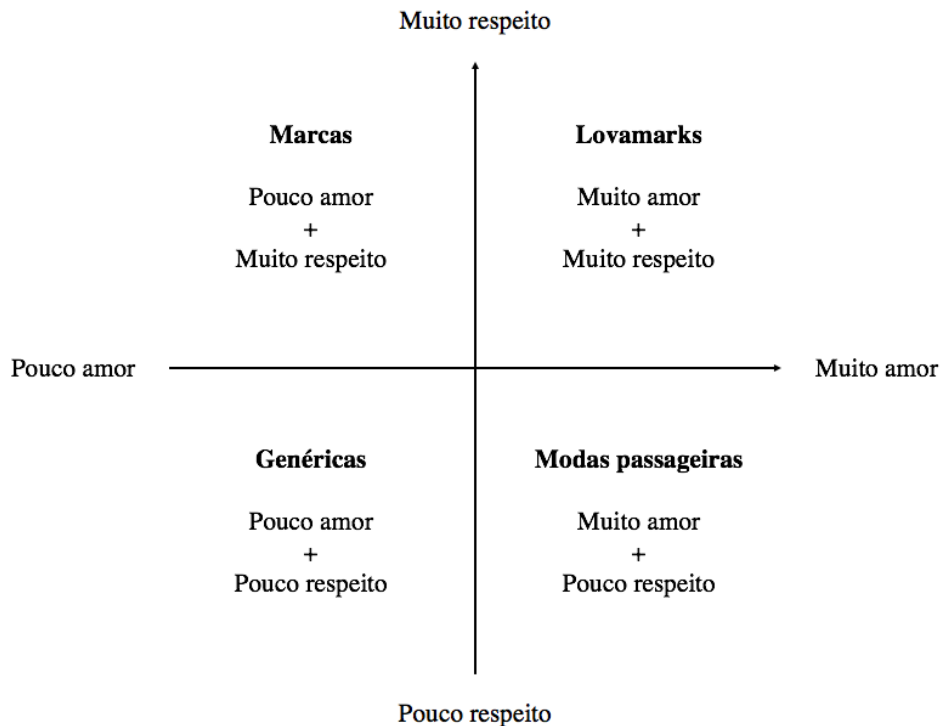 Muito respeito
Marcas
Pouco amor
+
Muito respeito
Lovamarks
Muito amor
+
Muito respeito
Pouco amor
Muito amor
Genéricas
Pouco amor
+
Pouco respeito
Modas passageiras
Muito amor
+
Pouco respeito
Pouco respeito